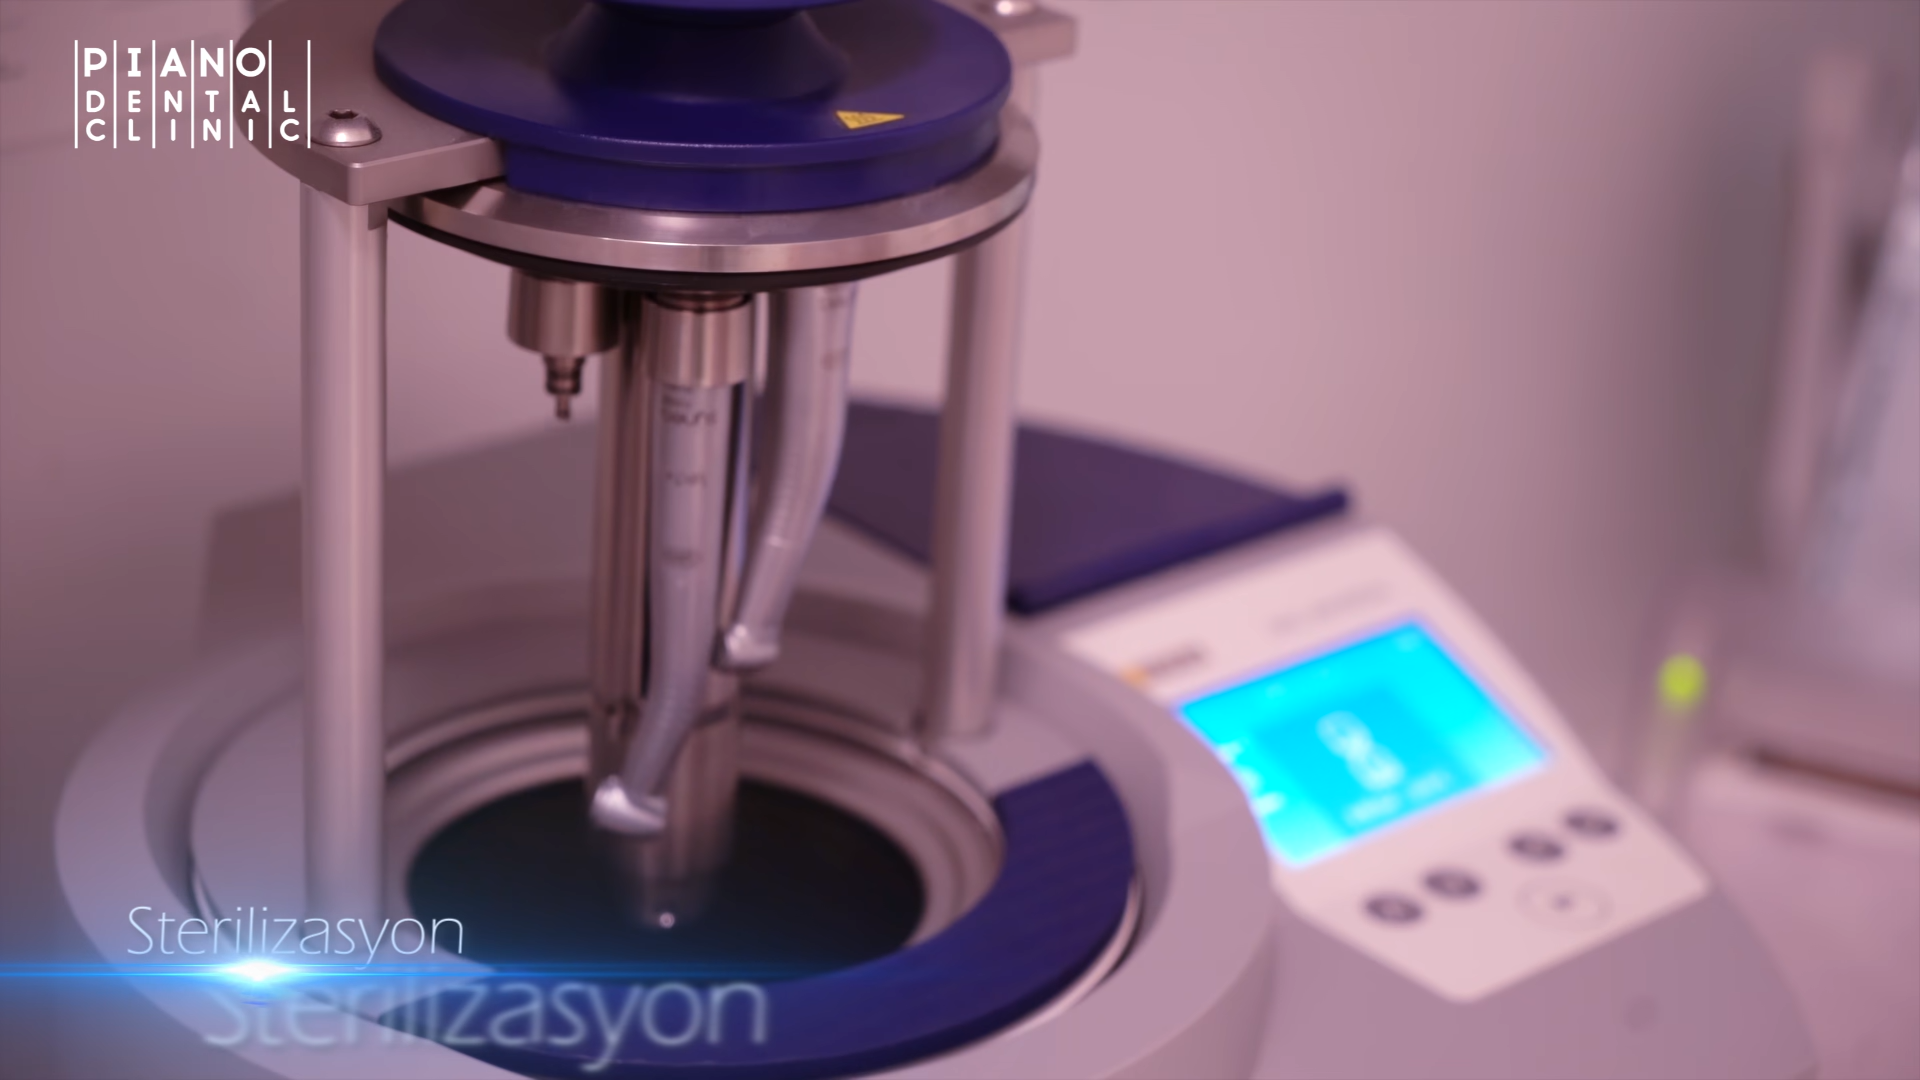 PIANO
DENTAL
CLINIC
Sterilizasyon
Sterilizasyon